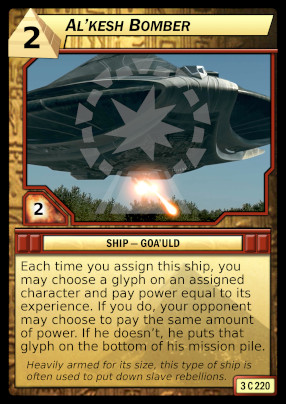 2
AL'KESH BOMBER
2
SHIP — GOA'ULD
Each time you assign this ship, you
may choose a glyph on an assigned
character and pay power equal to its
experience. If you do, your opponent
may choose to pay the same amount
of power. If he doesn't, he puts that
glyph on the bottom of his mission pile.
Heavily armed for its size, this type of ship is
often used to put down slave rebellions.
3 C 220